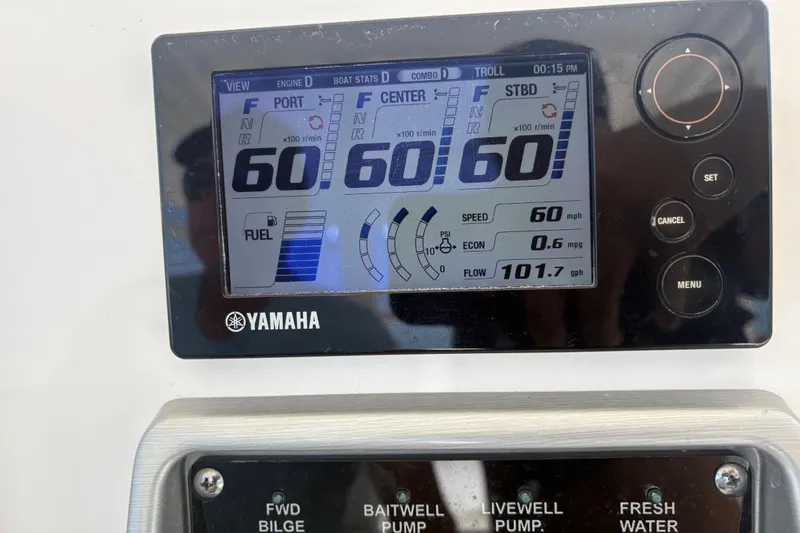 VIEW ENGINE D BOAT STATS D COMBO D TROLL 00:15 PM
F PORT F CENTER F STBD
N N N
R R R
×100 r/min ×100 r/min ×100 r/min
60 60 60
FUEL
PSI
10
0
SPEED 60 mph
ECON 0.6 mpg
FLOW 101.7 gph
SET
CANCEL
MENU
YAMAHA
FWD BAITWELL LIVEWELL FRESH
BILGE PUMP PUMP. WATER